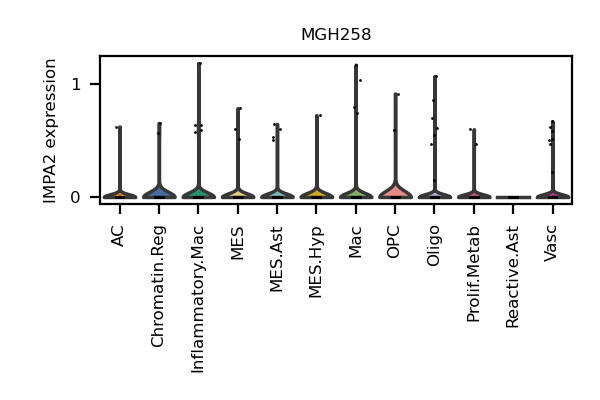 MGH258
IMPA2 expression
1
0
AC
Chromatin.Reg
Inflammatory.Mac
MES
MES.Ast
MES.Hyp
Mac
OPC
Oligo
Prolif.Metab
Reactive.Ast
Vasc